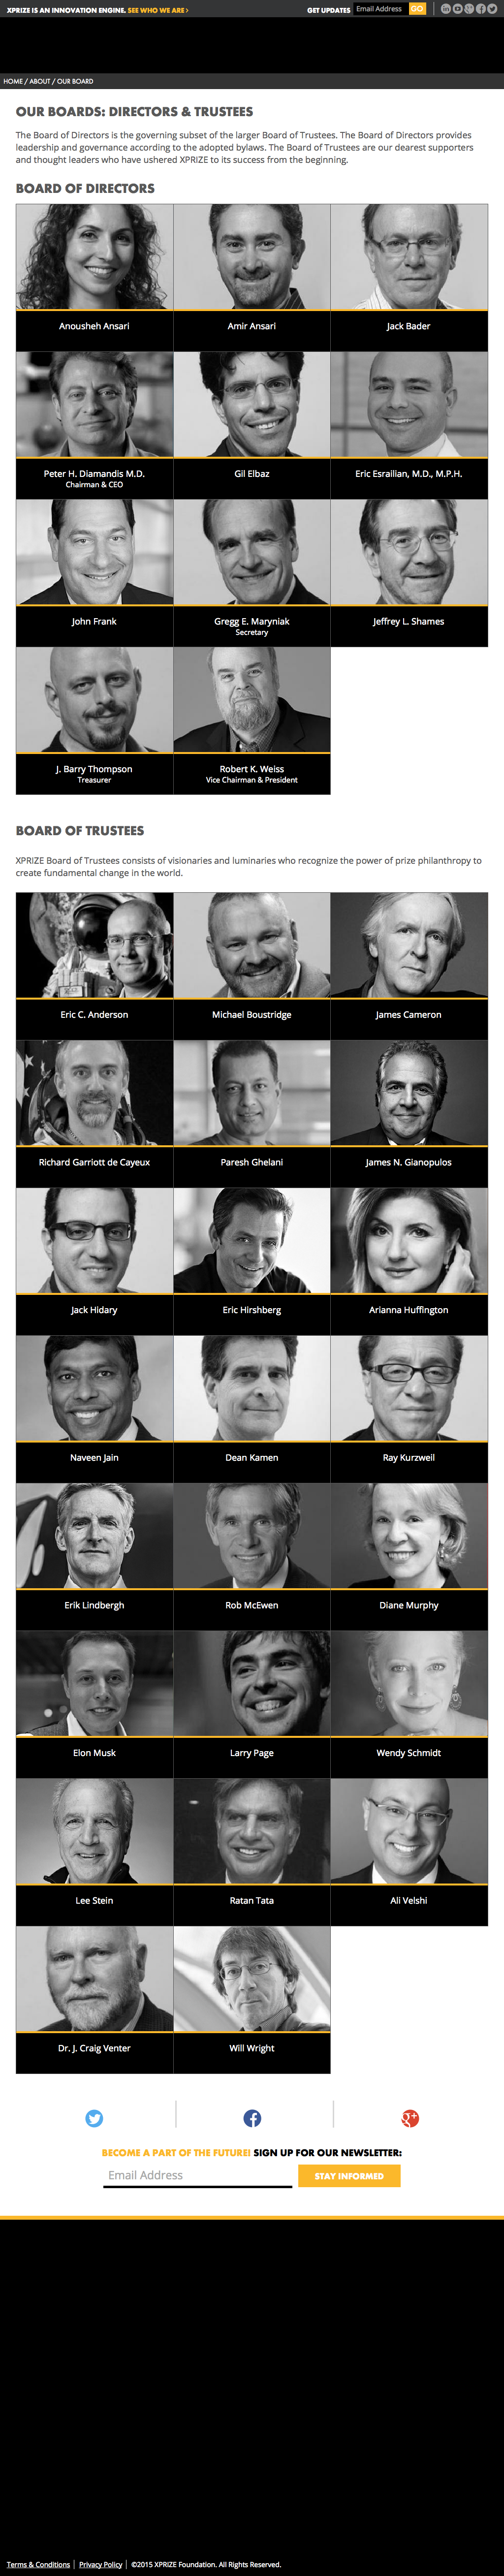 XPRIZE IS AN INNOVATION ENGINE. SEE WHO WE ARE > GET UPDATES Email Address GO
HOME / ABOUT / OUR BOARD
OUR BOARDS: DIRECTORS & TRUSTEES
The Board of Directors is the governing subset of the larger Board of Trustees. The Board of Directors provides
leadership and governance according to the adopted bylaws. The Board of Trustees are our dearest supporters
and thought leaders who have ushered XPRIZE to its success from the beginning.
BOARD OF DIRECTORS
Anousheh Ansari Amir Ansari Jack Bader
Peter H. Diamandis M.D. Gil Elbaz Eric Esrailian, M.D., M.P.H.
Chairman & CEO
John Frank Gregg E. Maryniak Jeffrey L. Shames
Secretary
J. Barry Thompson Robert K. Weiss
Treasurer Vice Chairman & President
BOARD OF TRUSTEES
XPRIZE Board of Trustees consists of visionaries and luminaries who recognize the power of prize philanthropy to
create fundamental change in the world.
Eric C. Anderson Michael Boustridge James Cameron
Richard Garriott de Cayeux Paresh Ghelani James N. Gianopulos
Jack Hidary Eric Hirshberg Arianna Huffington
Naveen Jain Dean Kamen Ray Kurzweil
Erik Lindbergh Rob McEwen Diane Murphy
Elon Musk Larry Page Wendy Schmidt
Lee Stein Ratan Tata Ali Velshi
Dr. J. Craig Venter Will Wright
BECOME A PART OF THE FUTURE! SIGN UP FOR OUR NEWSLETTER:
Email Address STAY INFORMED
Terms & Conditions | Privacy Policy | ©2015 XPRIZE Foundation. All Rights Reserved.